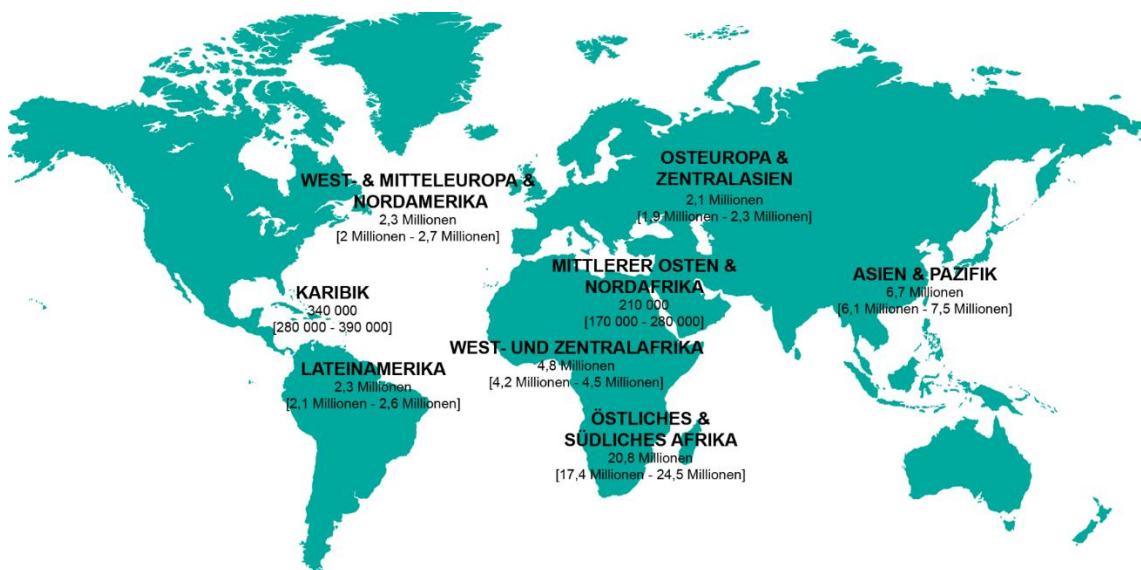 WEST- & MITTELEUROPA &
NORDAMERIKA
2,3 Millionen
[2 Millionen - 2,7 Millionen]
OSTEUROPA &
ZENTRALASIEN
2,1 Millionen
[1,9 Millionen - 2,3 Millionen]
KARIBIK
340 000
[280 000 - 390 000]
MITTLERER OSTEN &
NORDAFRIKA
210 000
[170 000 - 280 000]
ASIEN & PAZIFIK
6,7 Millionen
[6,1 Millionen - 7,5 Millionen]
LATEINAMERIKA
2,3 Millionen
[2,1 Millionen - 2,6 Millionen]
WEST- UND ZENTRALAFRIKA
4,8 Millionen
[4,2 Millionen - 4,5 Millionen]
ÖSTLICHES &
SÜDLICHES AFRIKA
20,8 Millionen
[17,4 Millionen - 24,5 Millionen]